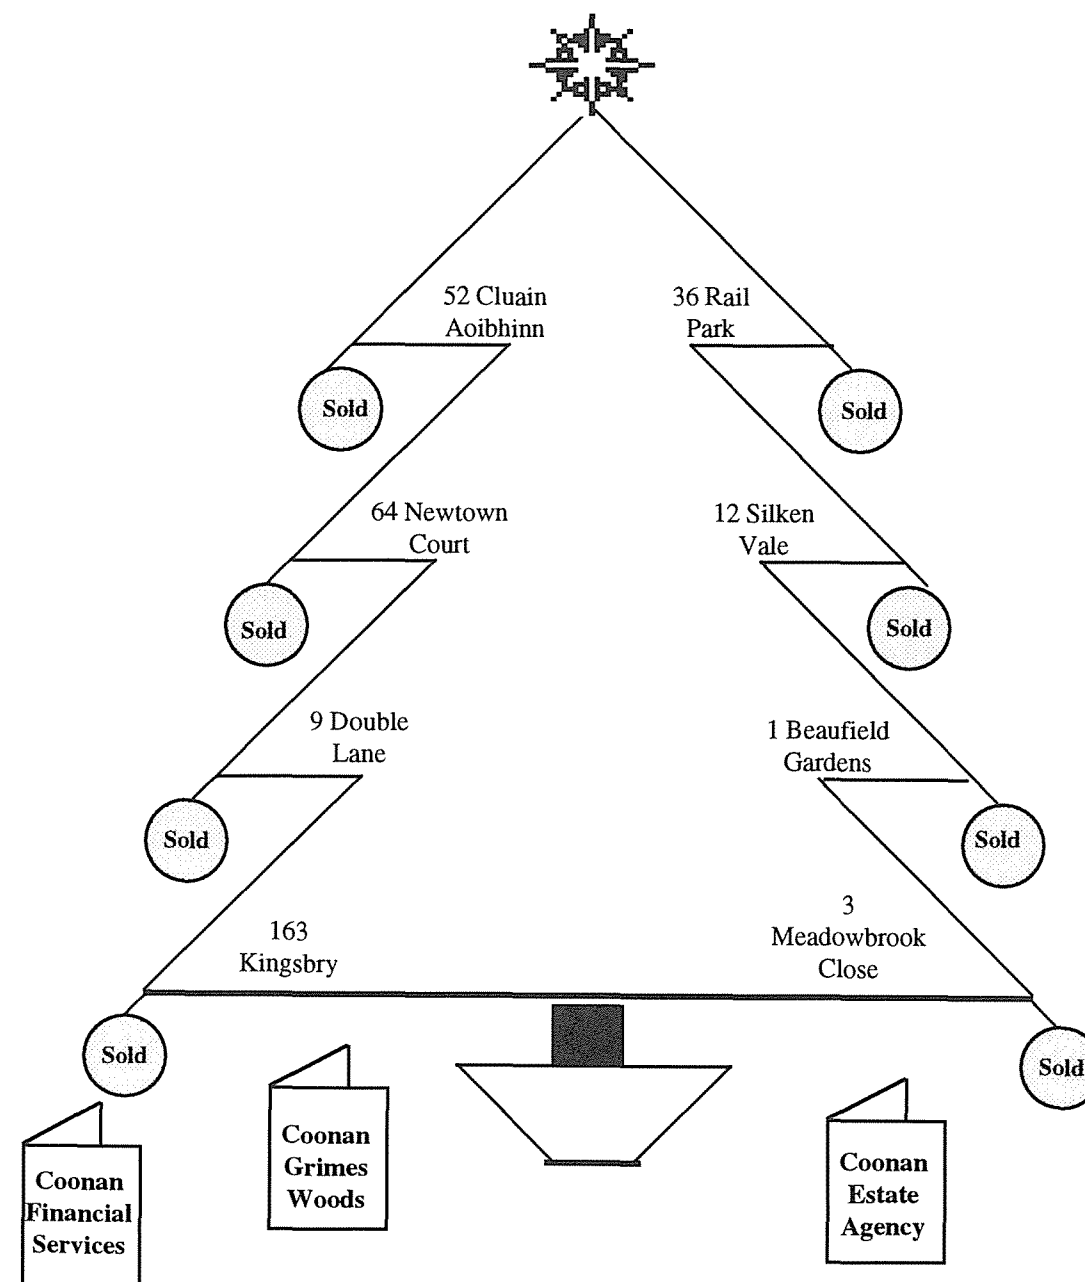 52 Cluain
Aoibhinn
36 Rail
Park
Sold
Sold
64 Newtown
Court
12 Silken
Vale
Sold
Sold
9 Double
Lane
1 Beaufield
Gardens
Sold
Sold
163
Kingsbry
3
Meadowbrook
Close
Sold
Sold
Coonan
Financial
Services
Coonan
Grimes
Woods
Coonan
Estate
Agency